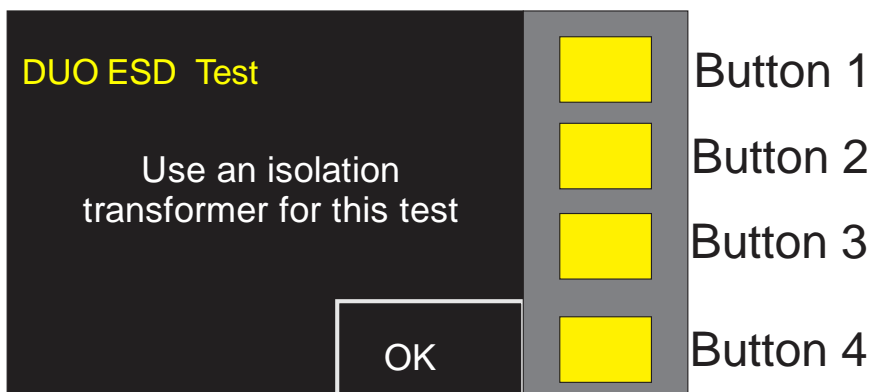 DUO ESD Test
Button 1
Use an isolation
transformer for this test
Button 2
Button 3
OK
Button 4